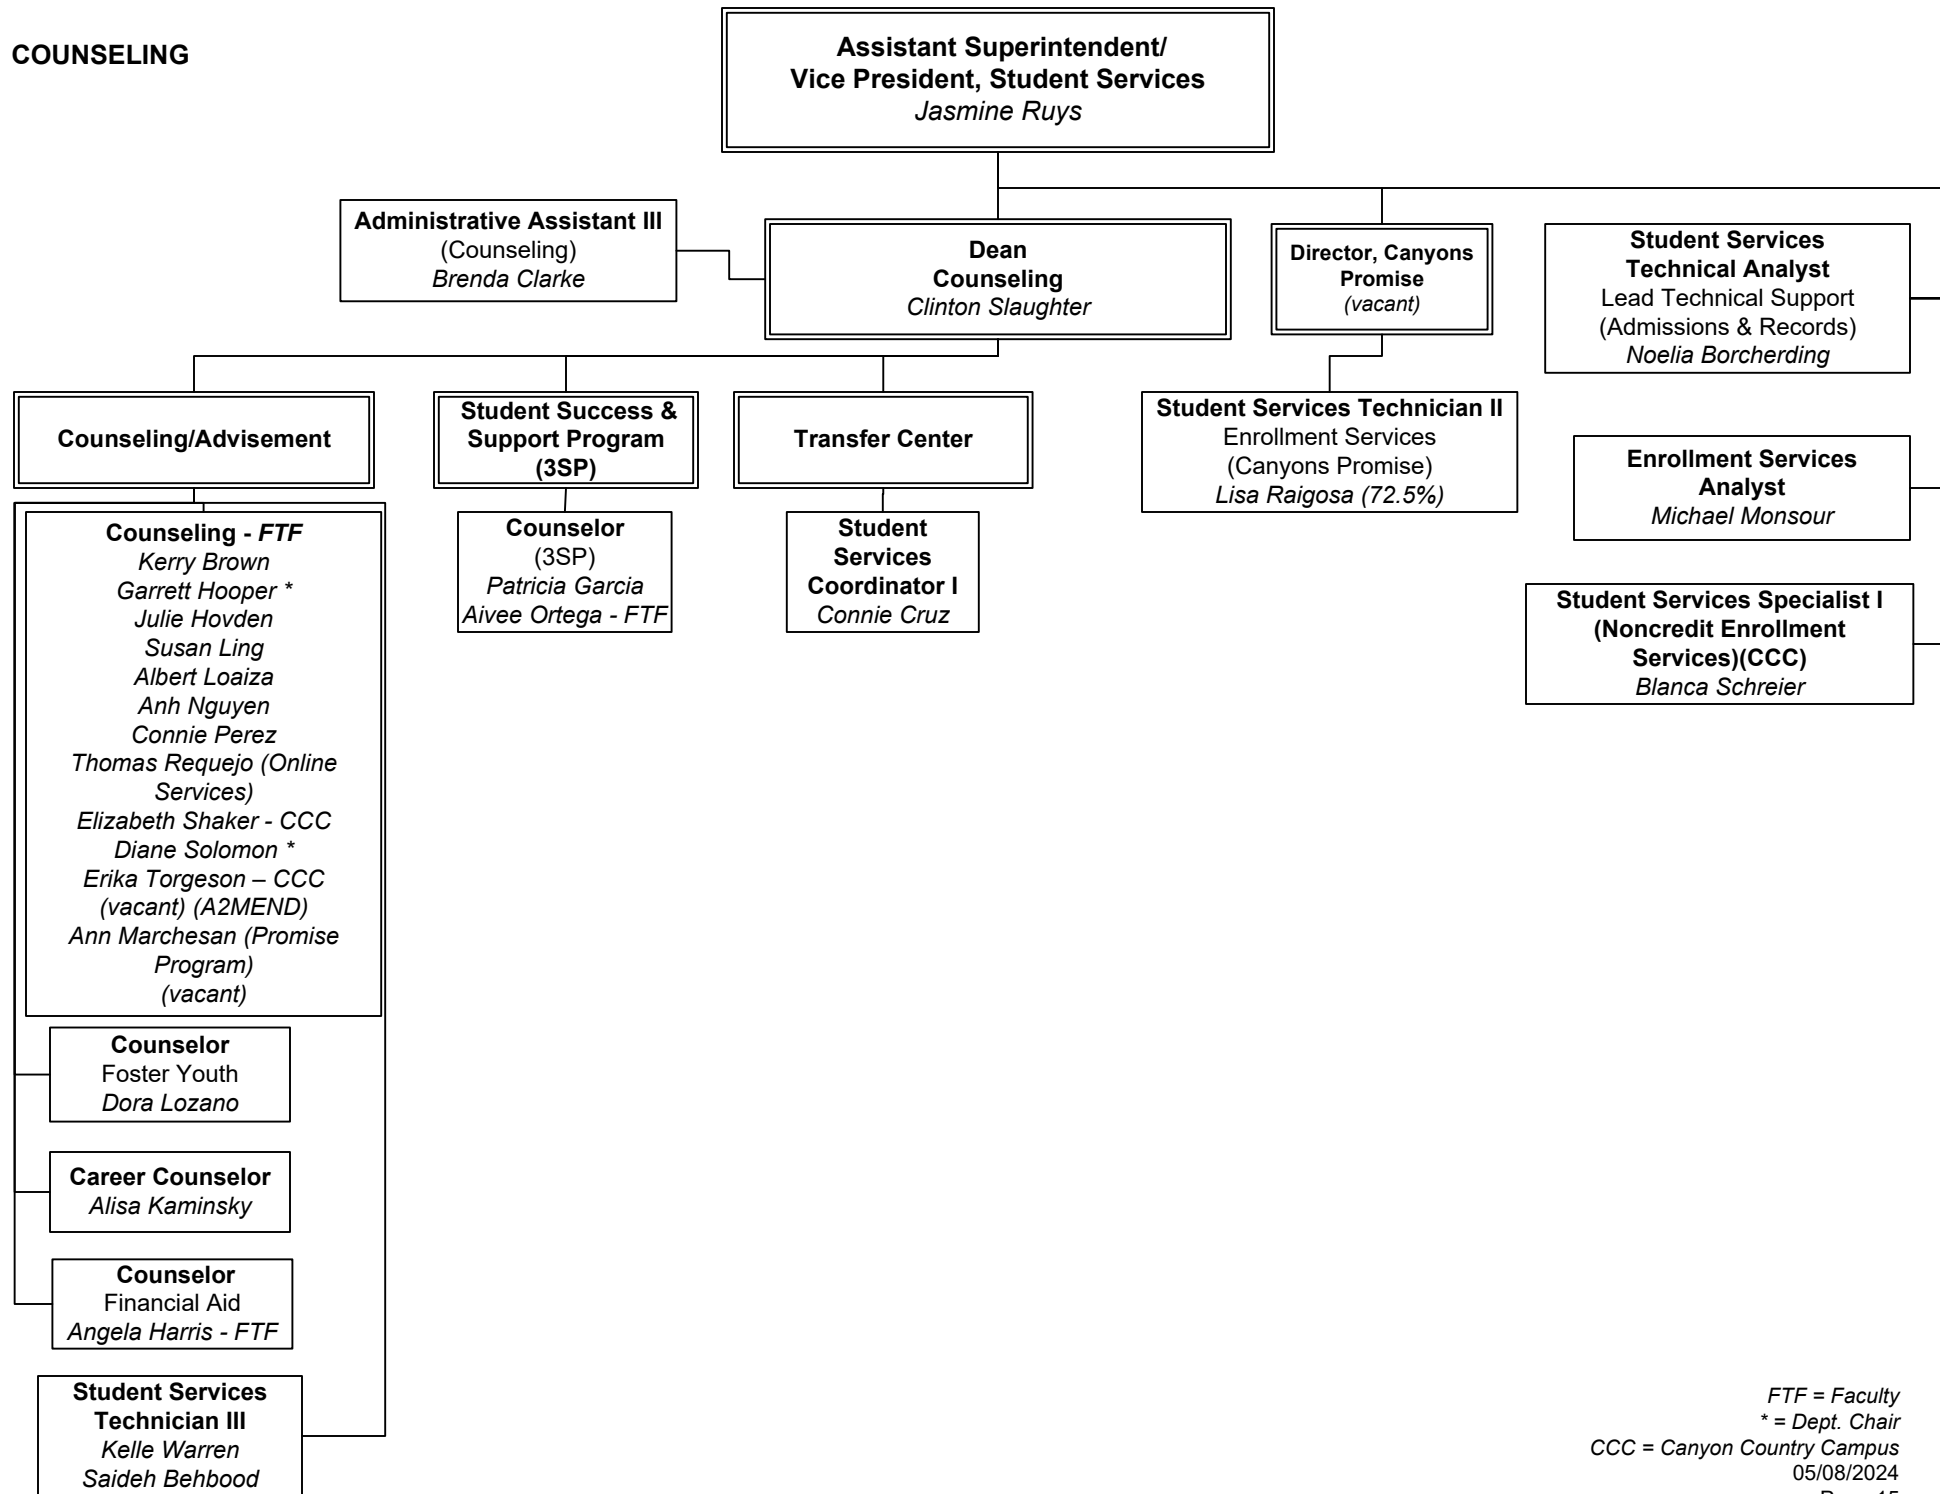 COUNSELING
Assistant Superintendent/
Vice President, Student Services
Jasmine Ruys
Administrative Assistant III
(Counseling)
Brenda Clarke
Dean
Counseling
Clinton Slaughter
Director, Canyons
Promise
(vacant)
Student Services
Technical Analyst
Lead Technical Support
(Admissions & Records)
Noelia Borcherding
Counseling/Advisement
Student Success &
Support Program
(3SP)
Transfer Center
Student Services Technician II
Enrollment Services
(Canyons Promise)
Lisa Raigosa (72.5%)
Enrollment Services
Analyst
Michael Monsour
Counseling - FTF
Kerry Brown
Garrett Hooper *
Julie Hovden
Susan Ling
Albert Loaiza
Anh Nguyen
Connie Perez
Thomas Requejo (Online
Services)
Elizabeth Shaker - CCC
Diane Solomon *
Erika Torgeson – CCC
(vacant) (A2MEND)
Ann Marchesan (Promise
Program)
(vacant)
Counselor
(3SP)
Patricia Garcia
Aivee Ortega - FTF
Student
Services
Coordinator I
Connie Cruz
Student Services Specialist I
(Noncredit Enrollment
Services)(CCC)
Blanca Schreier
Counselor
Foster Youth
Dora Lozano
Career Counselor
Alisa Kaminsky
Counselor
Financial Aid
Angela Harris - FTF
Student Services
Technician III
Kelle Warren
Saideh Behbood
FTF = Faculty
* = Dept. Chair
CCC = Canyon Country Campus
05/08/2024